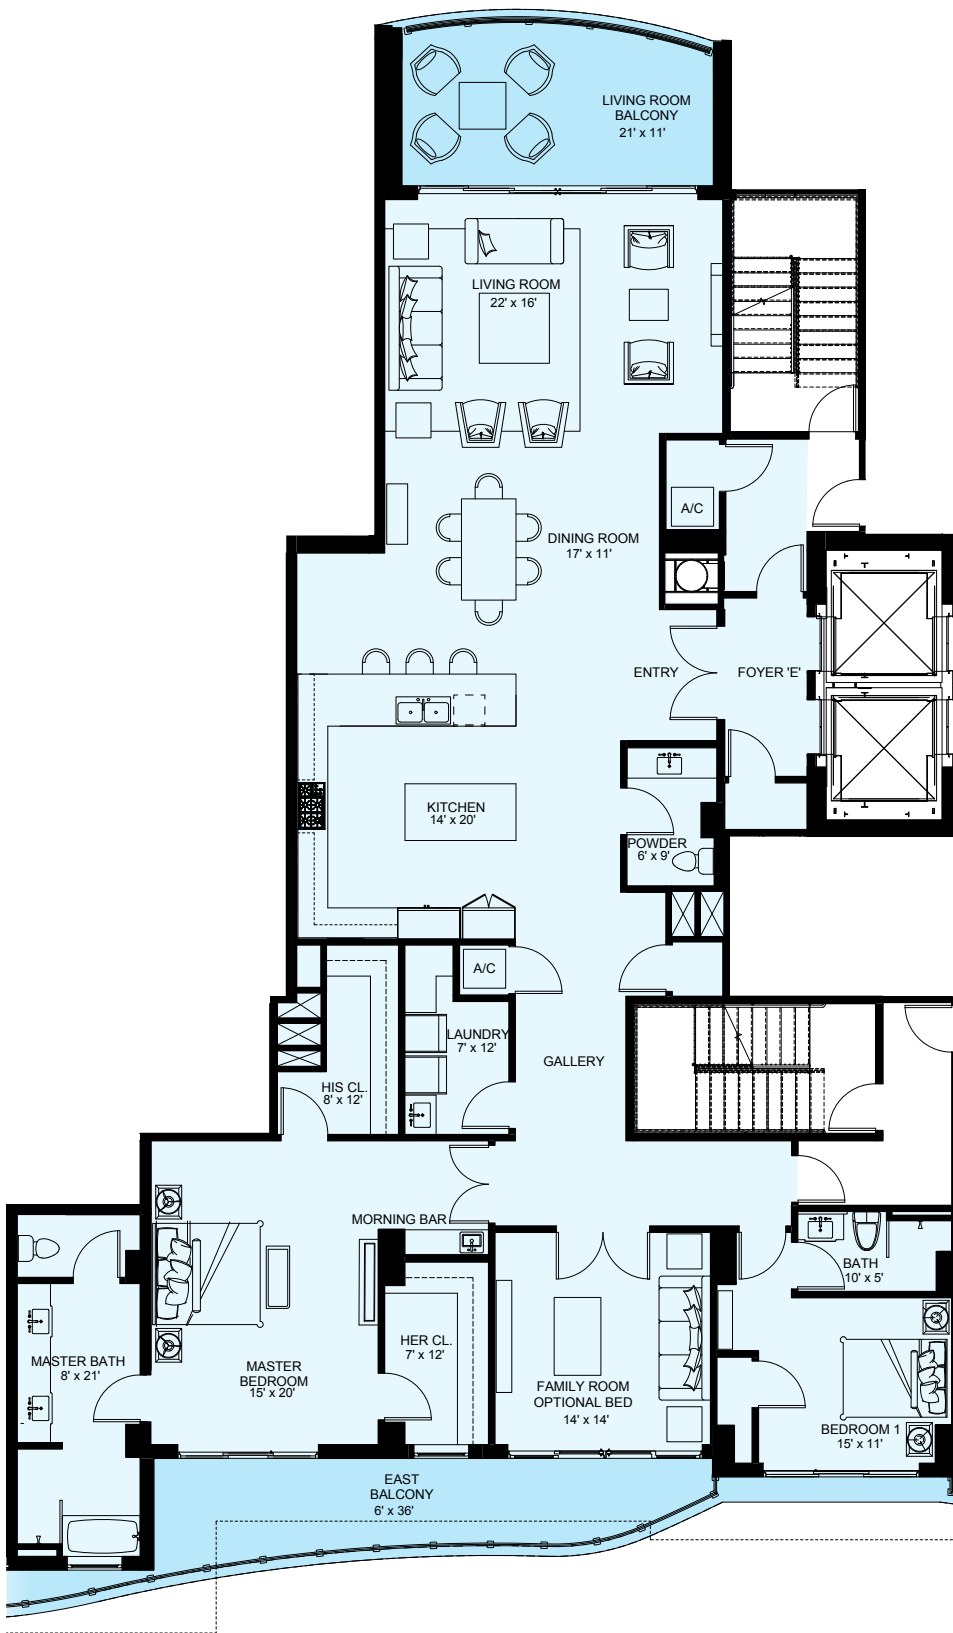 LIVING ROOM
BALCONY
21' x 11'
LIVING ROOM
22' x 16'
A/C
DINING ROOM
17' x 11'
ENTRY
FOYER 'E'
KITCHEN
14' x 20'
POWDER
6' x 9'
A/C
LAUNDRY
7' x 12'
GALLERY
HIS CL.
8' x 12'
MORNING BAR
BATH
10' x 5'
HER CL.
7' x 12'
MASTER BATH
8' x 21'
MASTER
BEDROOM
15' x 20'
FAMILY ROOM
OPTIONAL BED
14' x 14'
BEDROOM 1
15' x 11'
EAST
BALCONY
6' x 36'